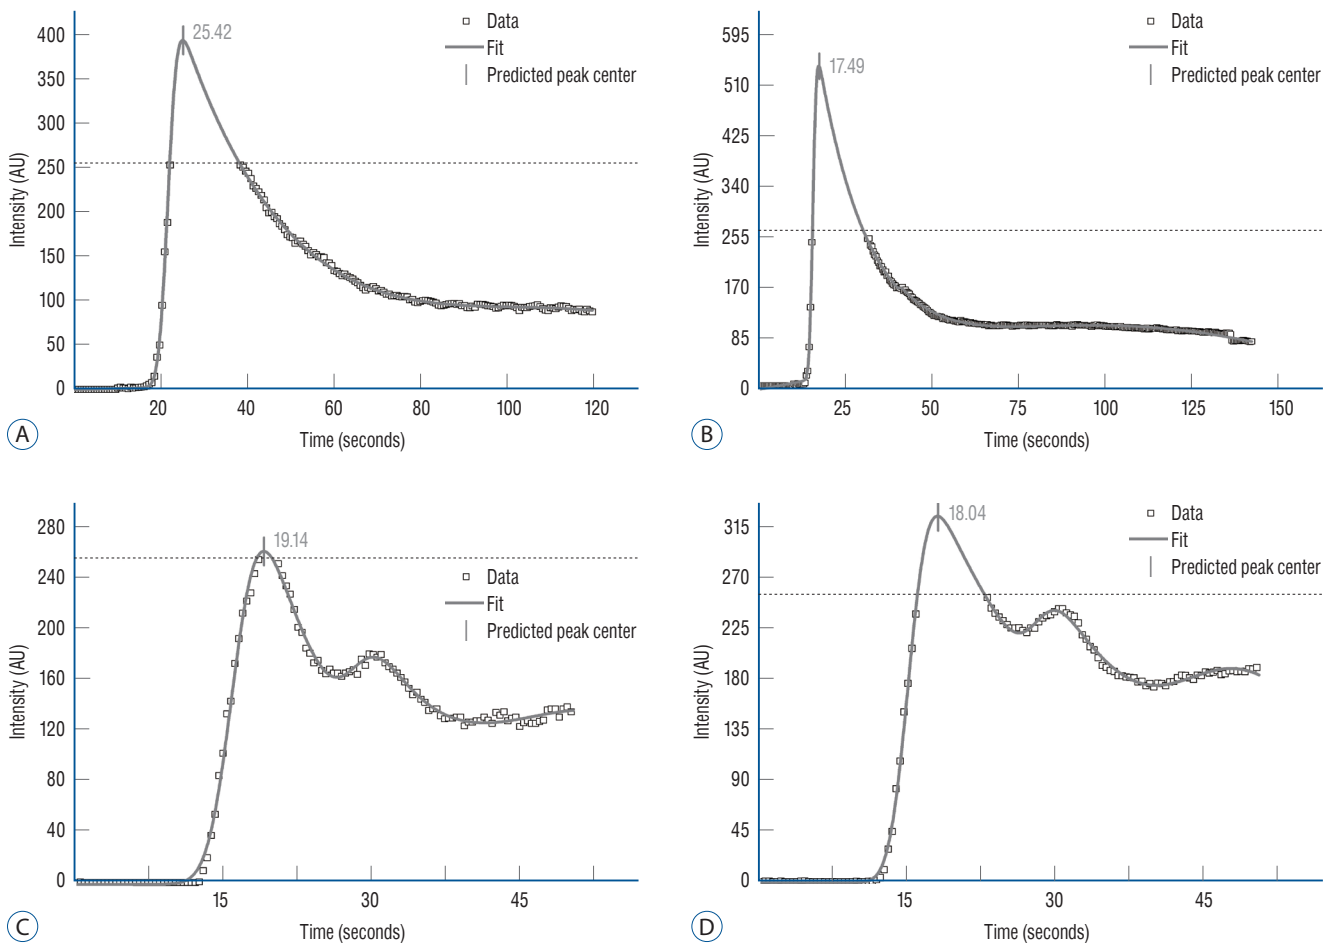 400
350
300
250
200
150
100
50
0
Intensity (AU)
25.42
Data
Fit
Predicted peak center
20
40
60
80
100
120
Time (seconds)
A
595
510
425
340
255
170
85
0
Intensity (AU)
17.49
Data
Fit
Predicted peak center
25
50
75
100
125
150
Time (seconds)
B
280
240
200
160
120
80
40
0
Intensity (AU)
19.14
Data
Fit
Predicted peak center
15
30
45
Time (seconds)
C
315
270
225
180
135
90
45
0
Intensity (AU)
18.04
Data
Fit
Predicted peak center
15
30
45
Time (seconds)
D